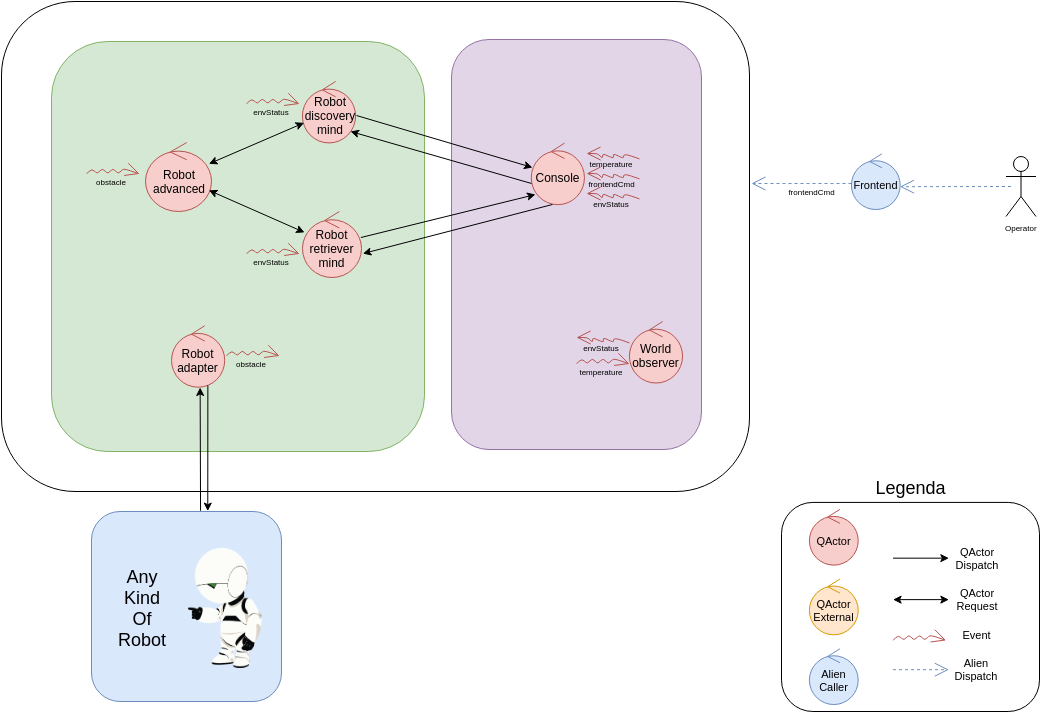 Robot
discovery
mind
envStatus
Robot
advanced
obstacle
Robot
retriever
mind
envStatus
Robot
adapter
obstacle
Console
temperature
frontendCmd
envStatus
World
observer
envStatus
temperature
frontendCmd
Frontend
Operator
Any
Kind
Of
Robot
Legenda
QActor
QActor
Dispatch
QActor
External
QActor
Request
Event
Alien
Caller
Alien
Dispatch